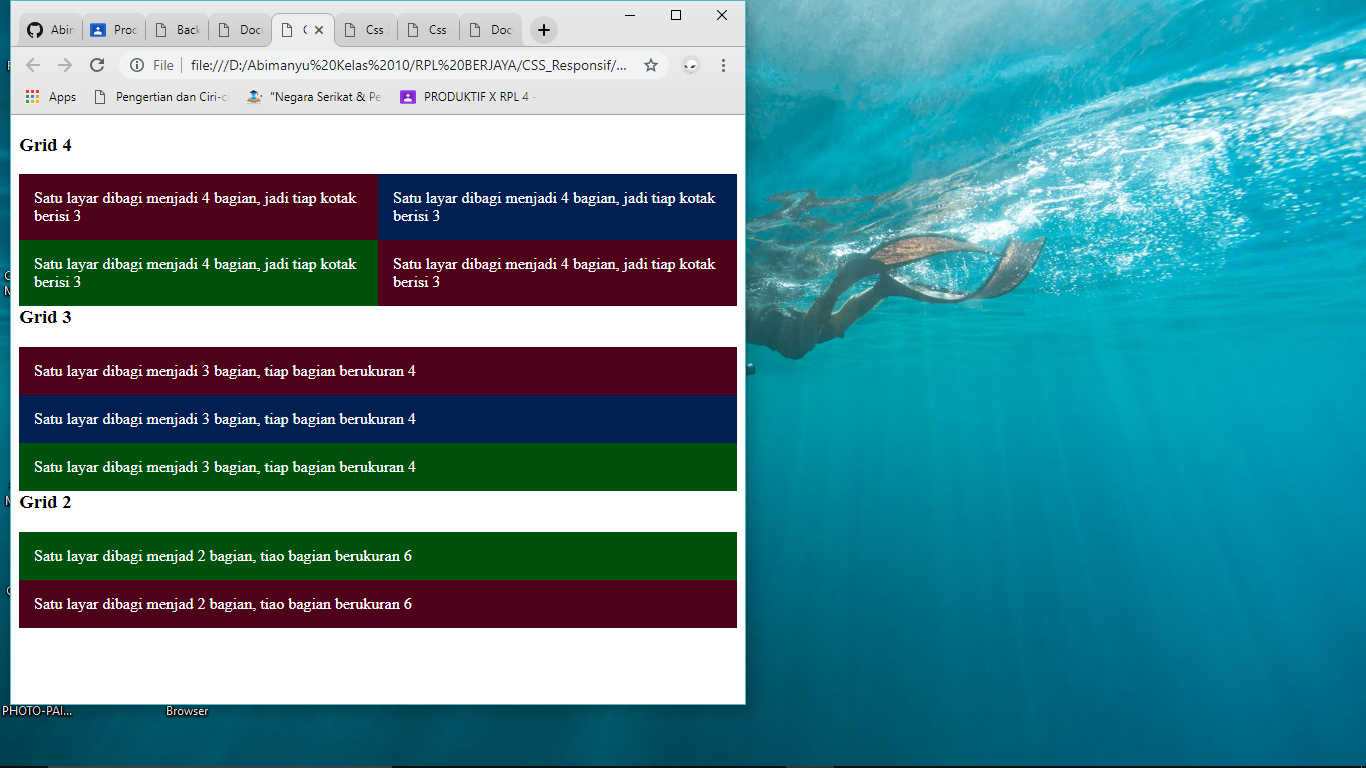 Abin
Proc
Back
Doc
Css
Css
Doc
File
file:///D:/Abimanyu%20Kelas%2010/RPL%20BERJAYA/CSS_Responsif/...
Apps
Pengertian dan Ciri-c
"Negara Serikat & Pe
PRODUKTIF X RPL 4 -
Grid 4
Satu layar dibagi menjadi 4 bagian, jadi tiap kotak
berisi 3
Satu layar dibagi menjadi 4 bagian, jadi tiap kotak
berisi 3
Satu layar dibagi menjadi 4 bagian, jadi tiap kotak
berisi 3
Satu layar dibagi menjadi 4 bagian, jadi tiap kotak
berisi 3
Grid 3
Satu layar dibagi menjadi 3 bagian, tiap bagian berukuran 4
Satu layar dibagi menjadi 3 bagian, tiap bagian berukuran 4
Satu layar dibagi menjadi 3 bagian, tiap bagian berukuran 4
Grid 2
Satu layar dibagi menjad 2 bagian, tiao bagian berukuran 6
Satu layar dibagi menjad 2 bagian, tiao bagian berukuran 6
PHOTO-PAI...
Browser